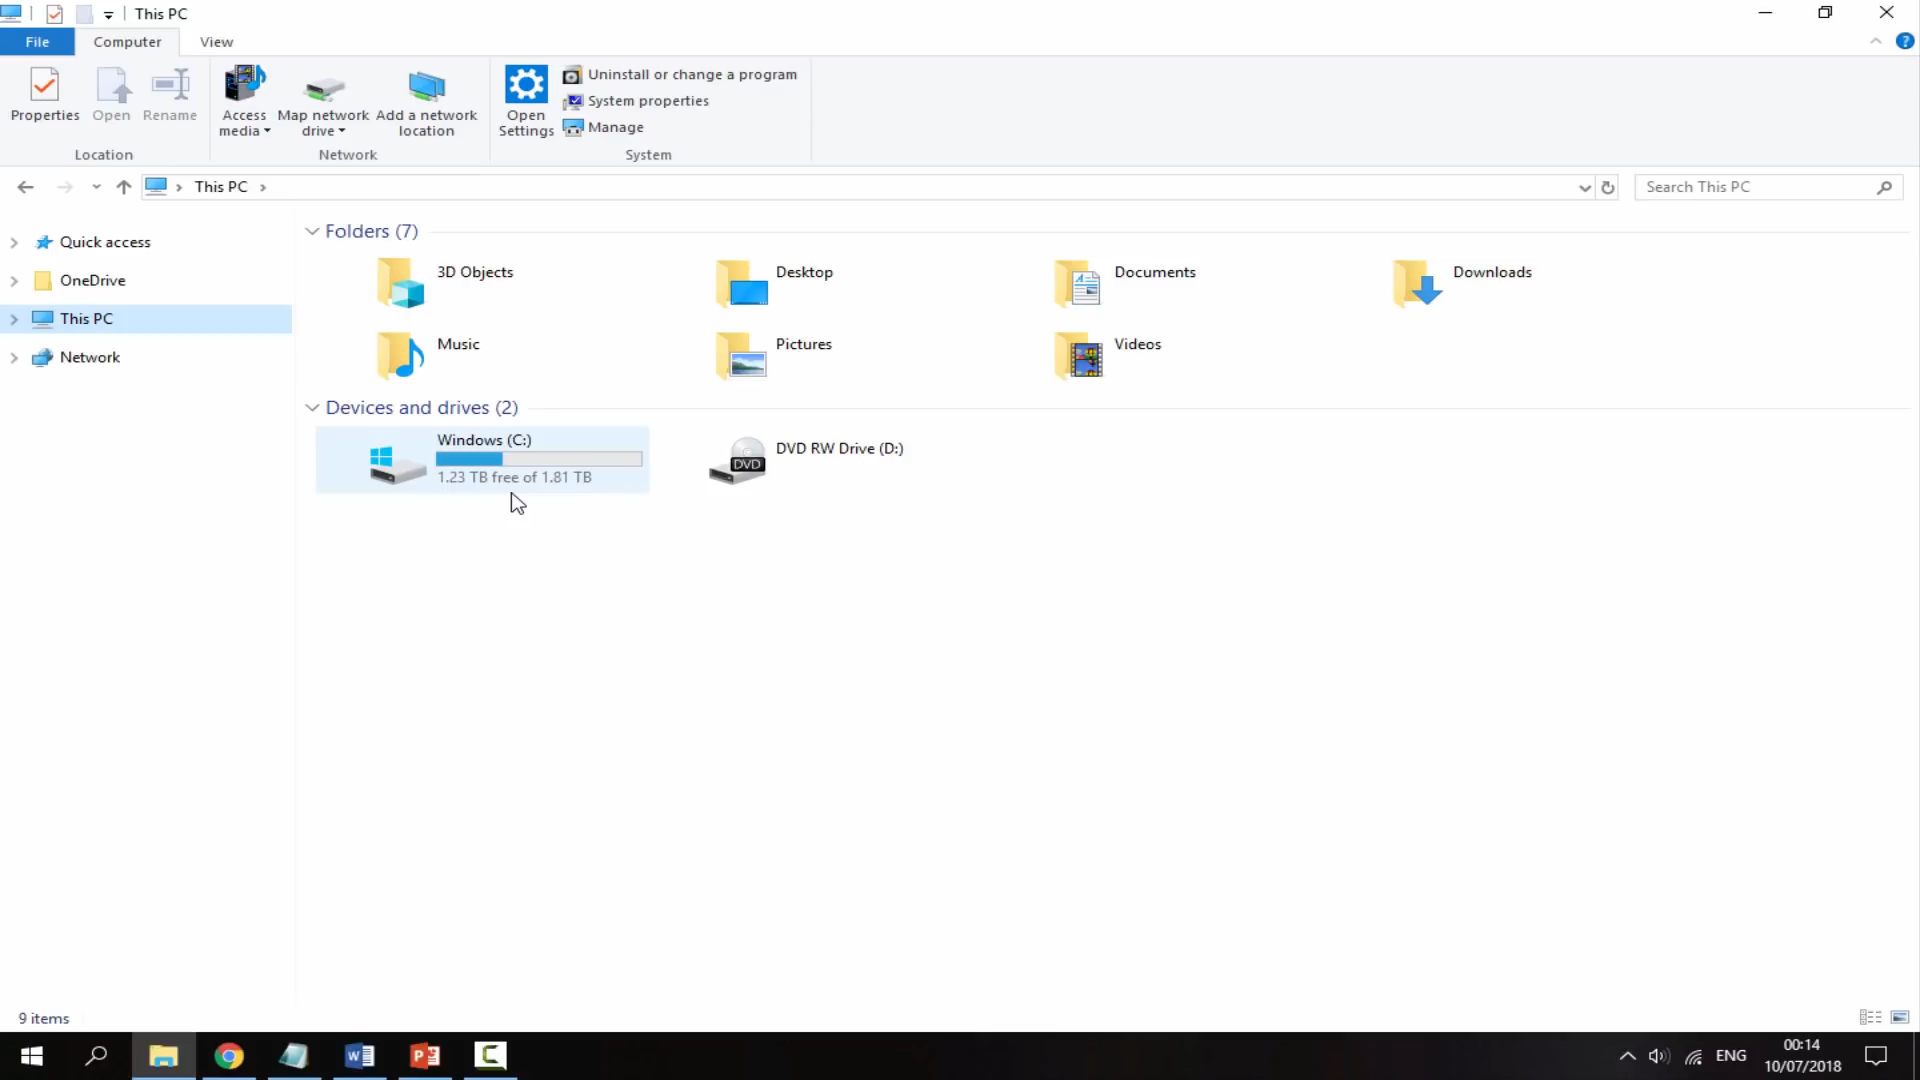 This PC
File
Computer
View
Properties
Open
Rename
Access media
Map network drive
Add a network location
Open Settings
Uninstall or change a program
System properties
Manage
Location
Network
System
This PC
Search This PC
Quick access
OneDrive
This PC
Network
Folders (7)
3D Objects
Desktop
Documents
Downloads
Music
Pictures
Videos
Devices and drives (2)
Windows (C:)
1.23 TB free of 1.81 TB
DVD
DVD RW Drive (D:)
9 items
ENG
00:14
10/07/2018